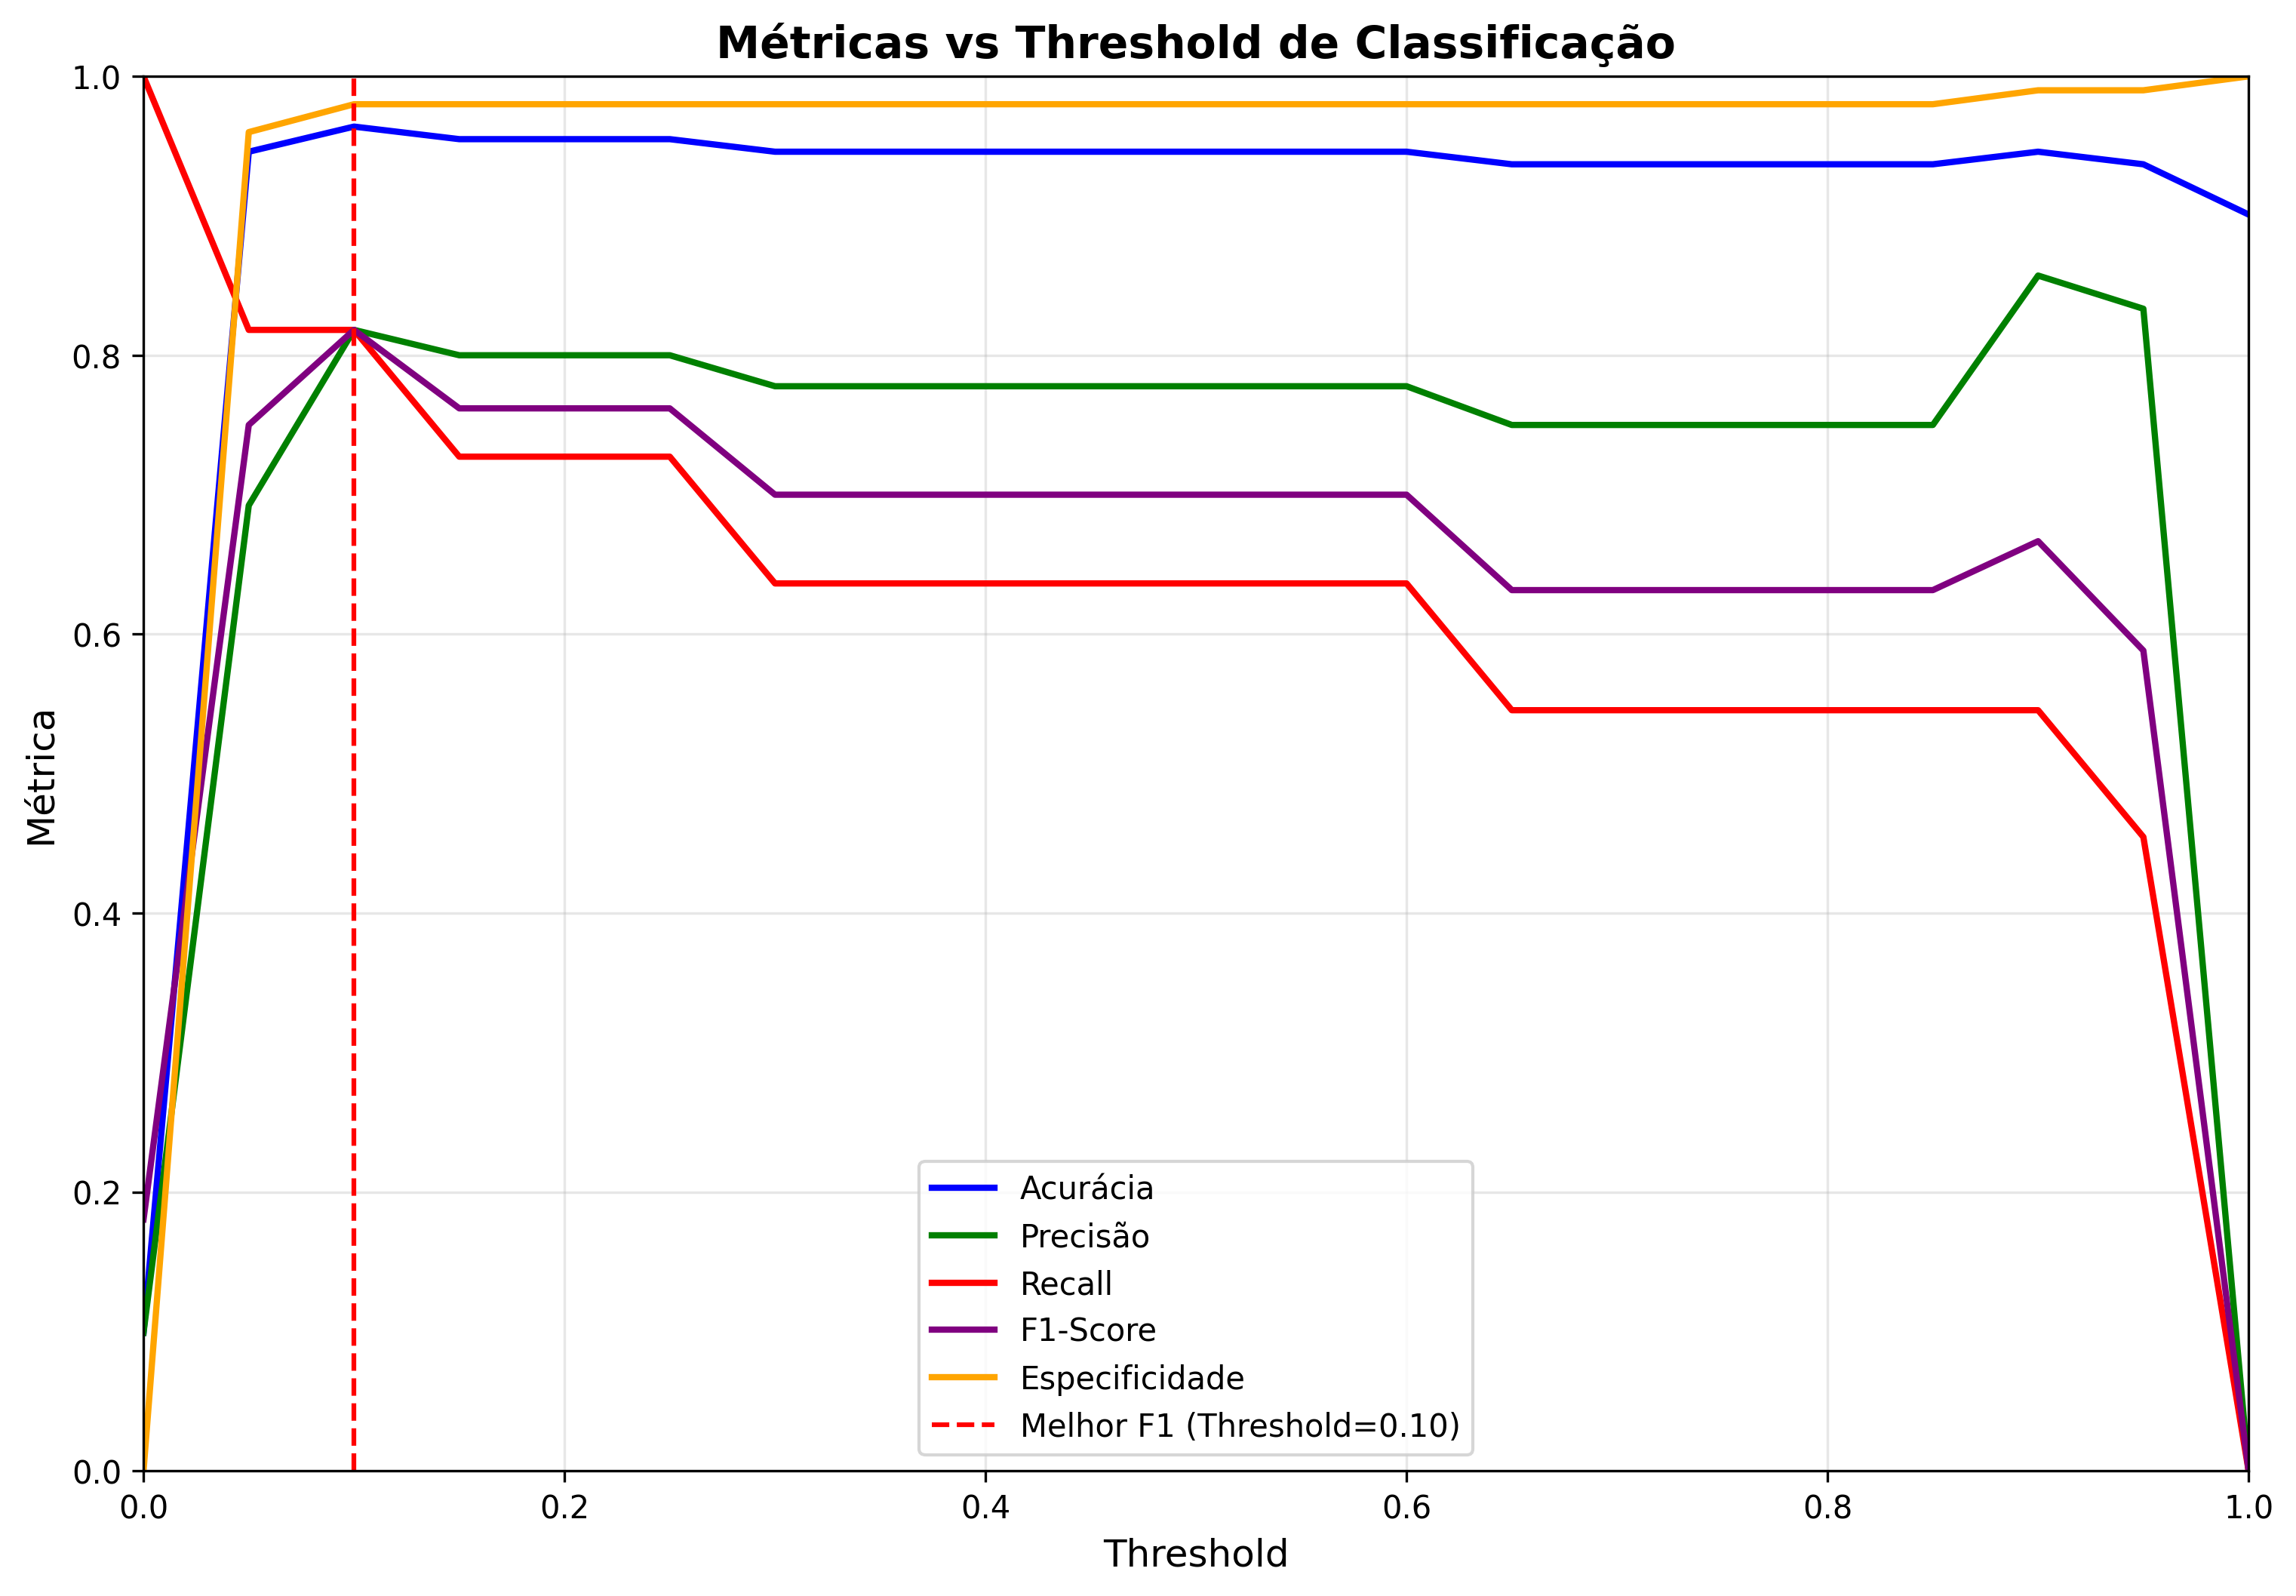 Métricas vs Threshold de Classificação
1.0
0.8
0.6
0.4
0.2
0.0
Métrica
Acurácia
Precisão
Recall
F1-Score
Especificidade
Melhor F1 (Threshold=0.10)
0.0 0.2 0.4 0.6 0.8 1.0
Threshold